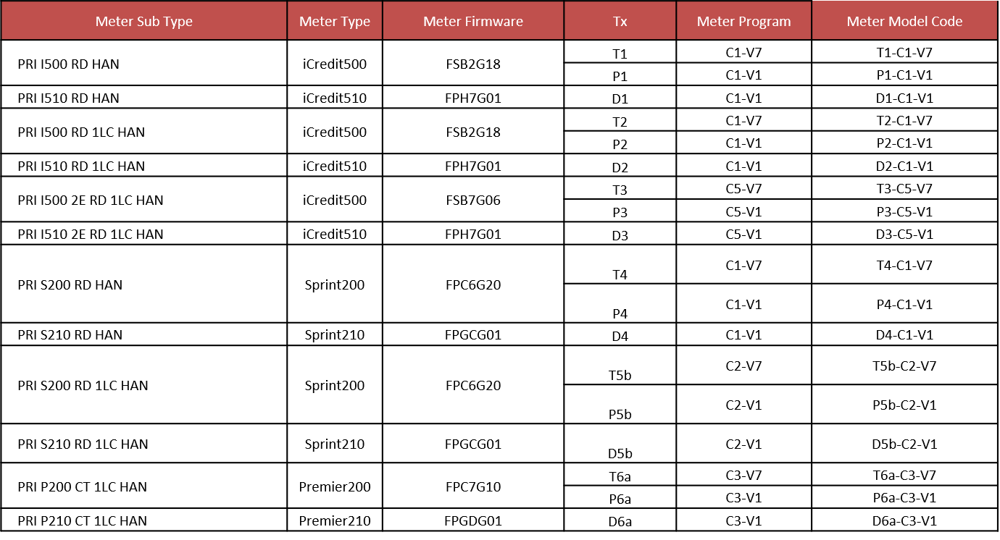 Meter Sub Type Meter Type Meter Firmware Tx Meter Program Meter Model Code
PRI I500 RD HAN iCredit500 FSB2G18 T1 C1-V7 T1-C1-V7
P1 C1-V1 P1-C1-V1
PRI I510 RD HAN iCredit510 FPH7G01 D1 C1-V1 D1-C1-V1
PRI I500 RD 1LC HAN iCredit500 FSB2G18 T2 C1-V7 T2-C1-V7
P2 C1-V1 P2-C1-V1
PRI I510 RD 1LC HAN iCredit510 FPH7G01 D2 C1-V1 D2-C1-V1
PRI I500 2E RD 1LC HAN iCredit500 FSB7G06 T3 C5-V7 T3-C5-V7
P3 C5-V1 P3-C5-V1
PRI I510 2E RD 1LC HAN iCredit510 FPH7G01 D3 C5-V1 D3-C5-V1
PRI S200 RD HAN Sprint200 FPC6G20 T4 C1-V7 T4-C1-V7
P4 C1-V1 P4-C1-V1
PRI S210 RD HAN Sprint210 FPGCG01 D4 C1-V1 D4-C1-V1
PRI S200 RD 1LC HAN Sprint200 FPC6G20 T5b C2-V7 T5b-C2-V7
P5b C2-V1 P5b-C2-V1
PRI S210 RD 1LC HAN Sprint210 FPGCG01 D5b C2-V1 D5b-C2-V1
PRI P200 CT 1LC HAN Premier200 FPC7G10 T6a C3-V7 T6a-C3-V7
P6a C3-V1 P6a-C3-V1
PRI P210 CT 1LC HAN Premier210 FPGDG01 D6a C3-V1 D6a-C3-V1